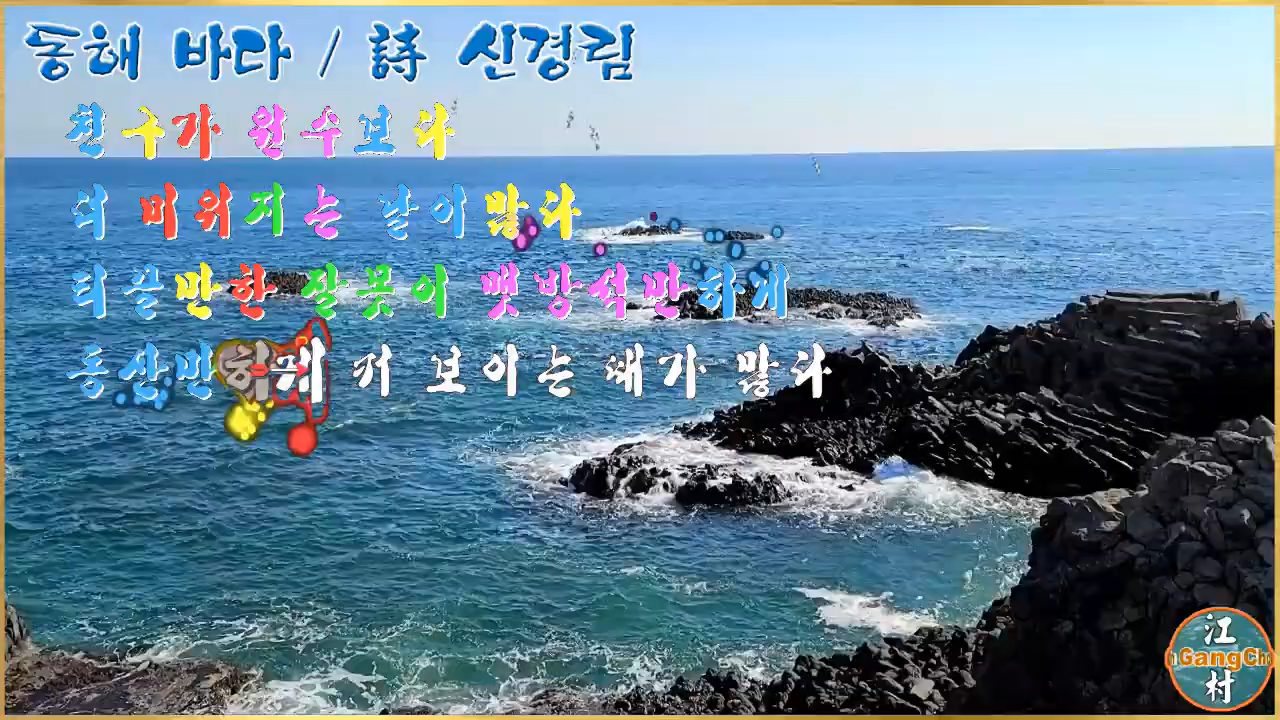 동해 바다 / 詩 신경림
친구가 원수보다
더 미워지는 날이많다
티끌만한 잘못이 맷방석만하게
동산만하게 커 보이는 때가 많다
江
GangCh
村